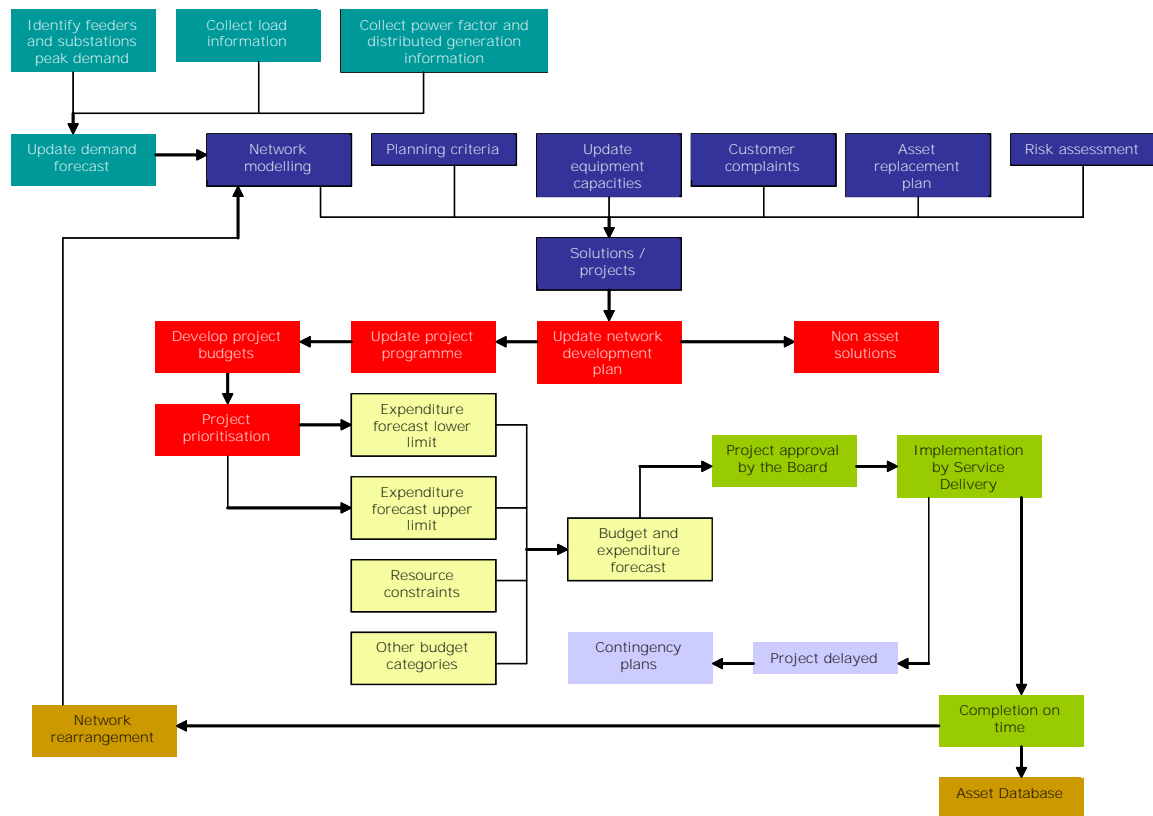 Identify feeders
and substations
peak demand
Collect load
information
Collect power factor and
distributed generation
information
Update demand
forecast
Network
modelling
Planning criteria
Update
equipment
capacities
Customer
complaints
Asset
replacement
plan
Risk assessment
Solutions /
projects
Develop project
budgets
Update project
programme
Update network
development
plan
Non asset
solutions
Project
prioritisation
Expenditure
forecast lower
limit
Expenditure
forecast upper
limit
Resource
constraints
Other budget
categories
Budget and
expenditure
forecast
Project approval
by the Board
Implementation
by Service
Delivery
Contingency
plans
Project delayed
Completion on
time
Network
rearrangement
Asset Database